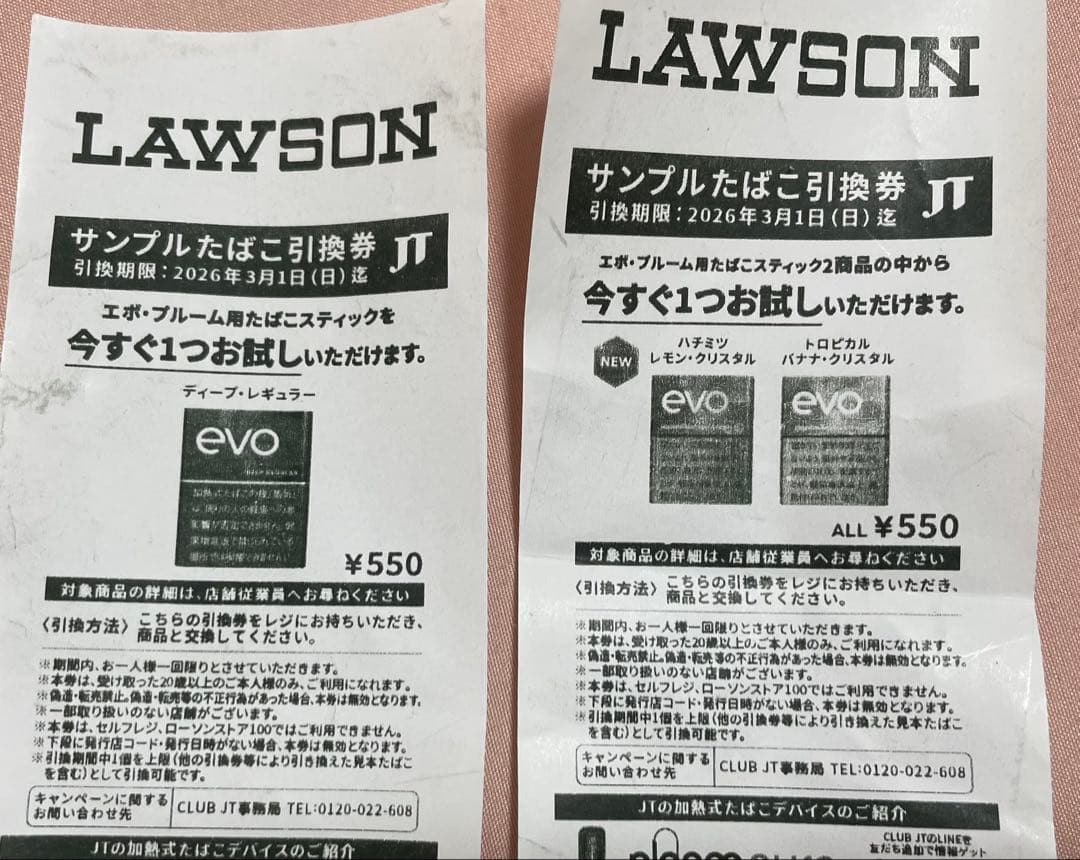 LAWSON
サンプルたばこ引換券 JT
引換期限：2026年3月1日(日)迄
エボ・プルーム用たばこスティックを
今すぐ1つお試しいただけます。
ディープ・レギュラー
evo
¥550
対象商品の詳細は、店舗従業員へお尋ねください
〈引換方法〉こちらの引換券をレジにお持ちいただき、
商品と交換してください。
※期間内、お一人様一回限りとさせていただきます。
※本券は、受け取った20歳以上のご本人様のみ、ご利用になれます。
※偽造・転売禁止。偽造・転売等の不正行為があった場合、本券は無効となります。
※一部取り扱いのない店舗がございます。
※本券は、セルフレジ、ローソンストア100ではご利用できません。
※下段に発行店コード・発行日時がない場合、本券は無効となります。
※引換期間中1個を上限(他の引換券等により引き換えた見本たばこ
を含む)として引換可能です。
キャンペーンに関する
お問い合わせ先
CLUB JT事務局 TEL:0120-022-608
JTの加熱式たばこデバイスのご紹介
LAWSON
サンプルたばこ引換券 JT
引換期限：2026年3月1日(日)迄
エボ・プルーム用たばこスティック2商品の中から
今すぐ1つお試しいただけます。
NEW
ハチミツ
レモン・クリスタル
トロピカル
バナナ・クリスタル
evo
evo
ALL ¥550
対象商品の詳細は、店舗従業員へお尋ねください
〈引換方法〉こちらの引換券をレジにお持ちいただき、
商品と交換してください。
※期間内、お一人様一回限りとさせていただきます。
※本券は、受け取った20歳以上のご本人様のみ、ご利用になれます。
※偽造・転売禁止。偽造・転売等の不正行為があった場合、本券は無効となります。
※一部取り扱いのない店舗がございます。
※本券は、セルフレジ、ローソンストア100ではご利用できません。
※下段に発行店コード・発行日時がない場合、本券は無効となります。
※引換期間中1個を上限(他の引換券等により引き換えた見本たばこ
を含む)として引換可能です。
キャンペーンに関する
お問い合わせ先
CLUB JT事務局 TEL:0120-022-608
JTの加熱式たばこデバイスのご紹介
CLUB JTのLINEを
友だち追加で情報ゲット